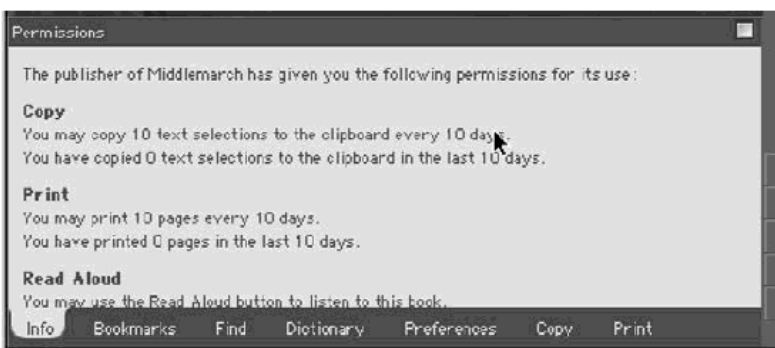 Permissions
The publisher of Middlemarch has given you the following permissions for its use:
Copy
You may copy 10 text selections to the clipboard every 10 days.
You have copied 0 text selections to the clipboard in the last 10 days.
Print
You may print 10 pages every 10 days.
You have printed 0 pages in the last 10 days.
Read Aloud
You may use the Read Aloud button to listen to this book.
Info Bookmarks Find Dictionary Preferences Copy Print